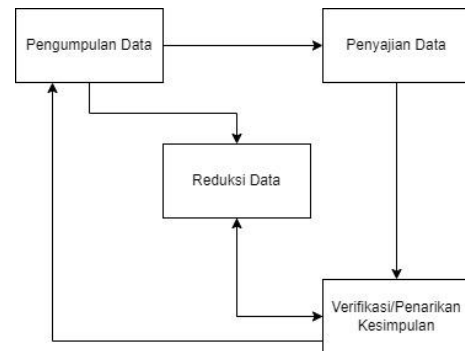 Pengumpulan Data
Penyajian Data
Reduksi Data
Verifikasi/Penarikan
Kesimpulan